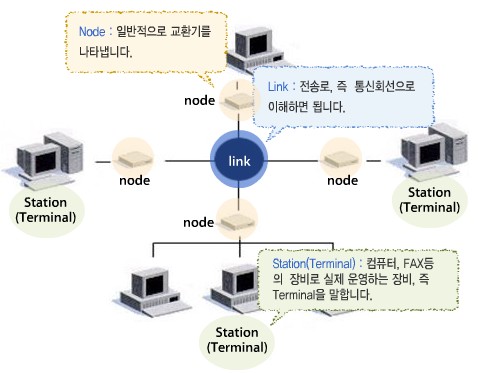 Node : 일반적으로 교환기를
나타냅니다.
Link : 전송로, 즉 통신회선으로
이해하면 됩니다.
node
link
node
node
Station
(Terminal)
Station
(Terminal)
node
Station(Terminal) : 컴퓨터, FAX등
의 장비로 실제 운영하는 장비, 즉
Terminal을 말합니다.
Station
(Terminal)